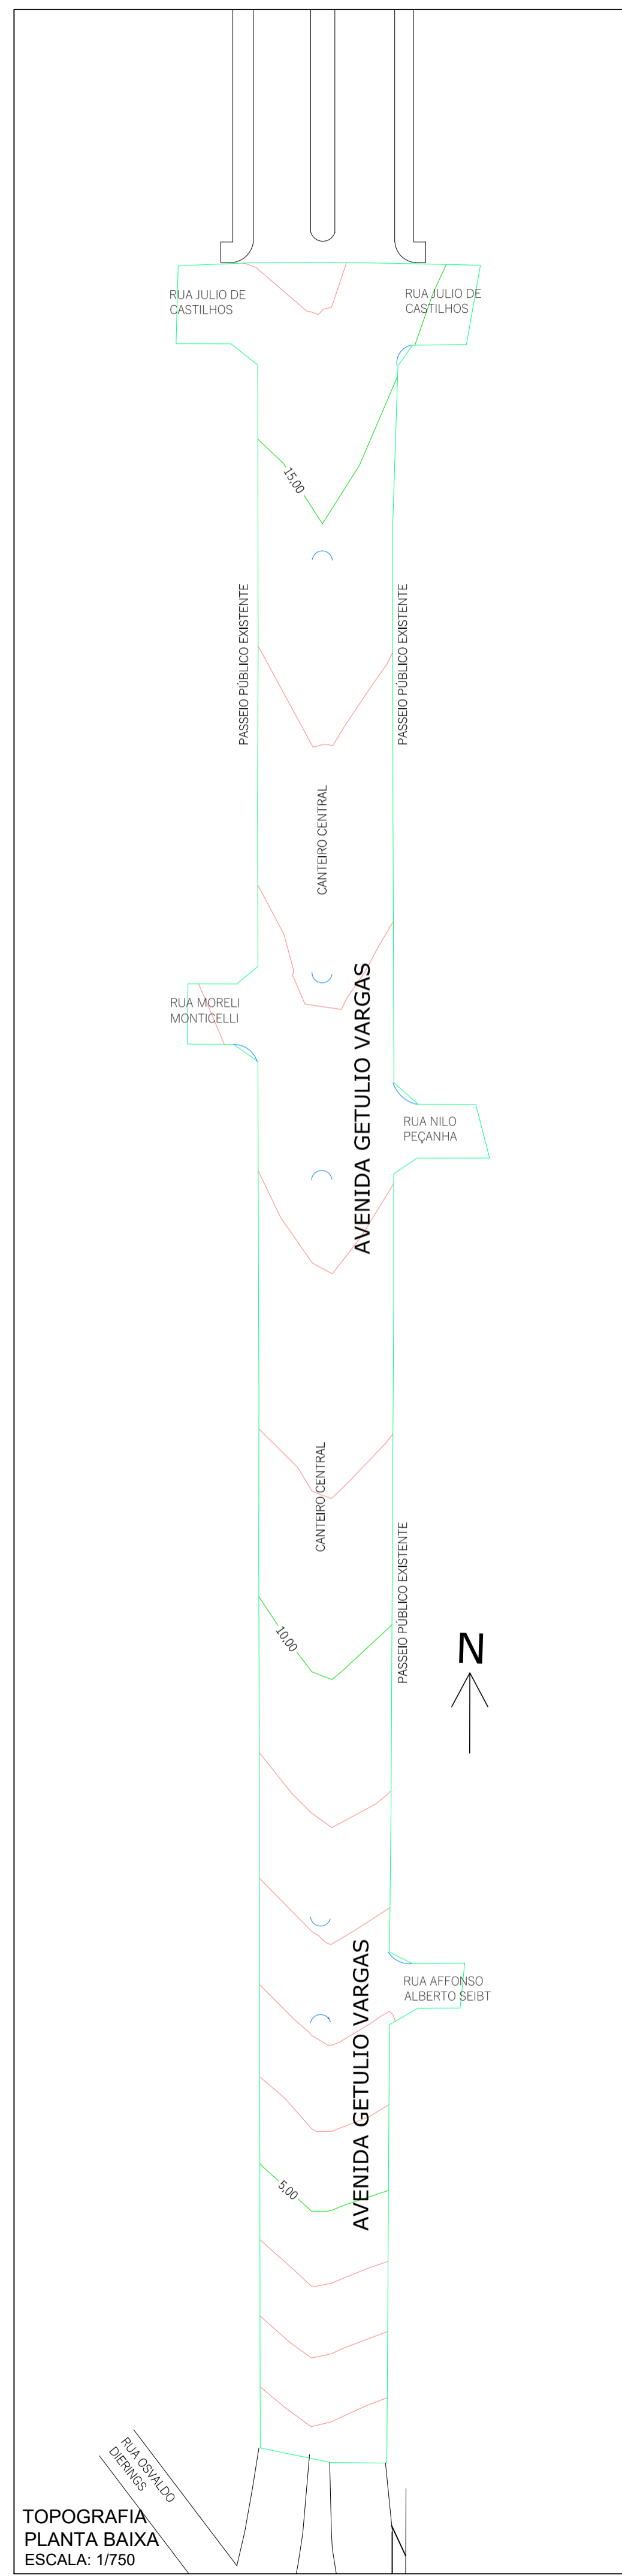 RUA JULIO DE
CASTILHOS
RUA JULIO DE
CASTILHOS
15,00
PASSEIO PÚBLICO EXISTENTE
PASSEIO PÚBLICO EXISTENTE
CANTEIRO CENTRAL
AVENIDA GETULIO VARGAS
RUA MORELI
MONTICELLI
RUA NILO
PEÇANHA
CANTEIRO CENTRAL
PASSEIO PÚBLICO EXISTENTE
10,00
N
AVENIDA GETULIO VARGAS
RUA AFFONSO
ALBERTO SEIBT
5,00
RUA OSVALDO
DIERINGS
TOPOGRAFIA
PLANTA BAIXA
ESCALA: 1/750